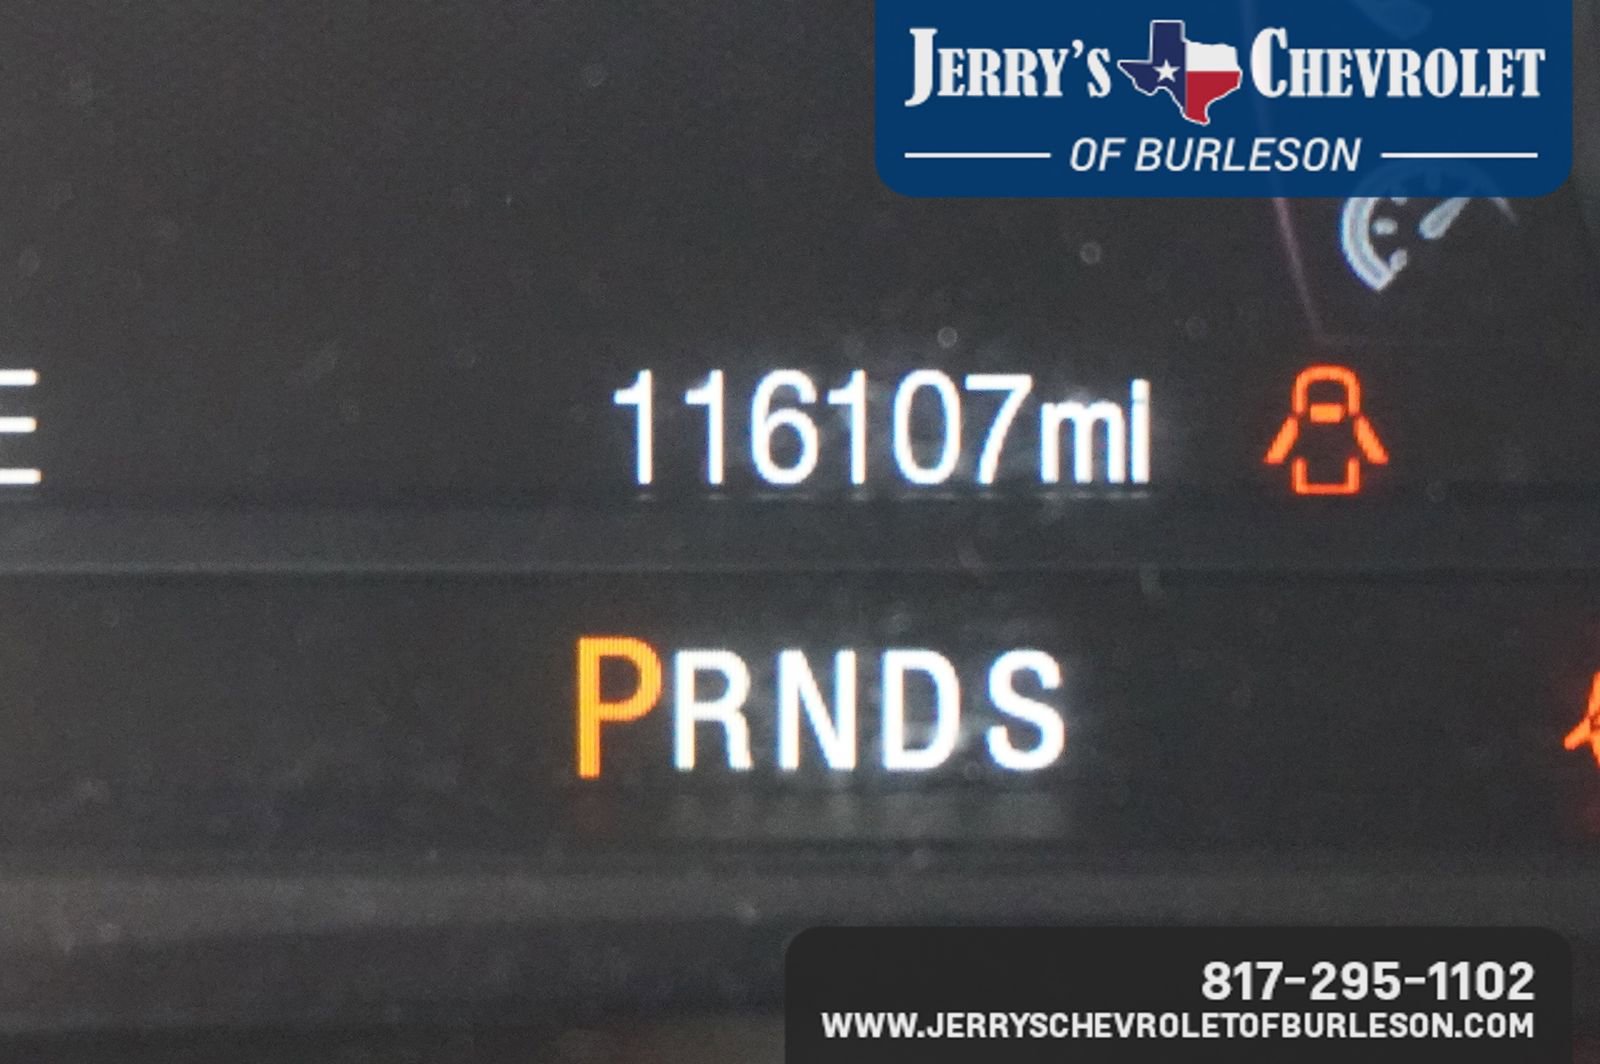 JERRY'S CHEVROLET
OF BURLESON
E
116107mi
PRNDS
817-295-1102
WWW.JERRYSCHEVROLETOFBURLESON.COM